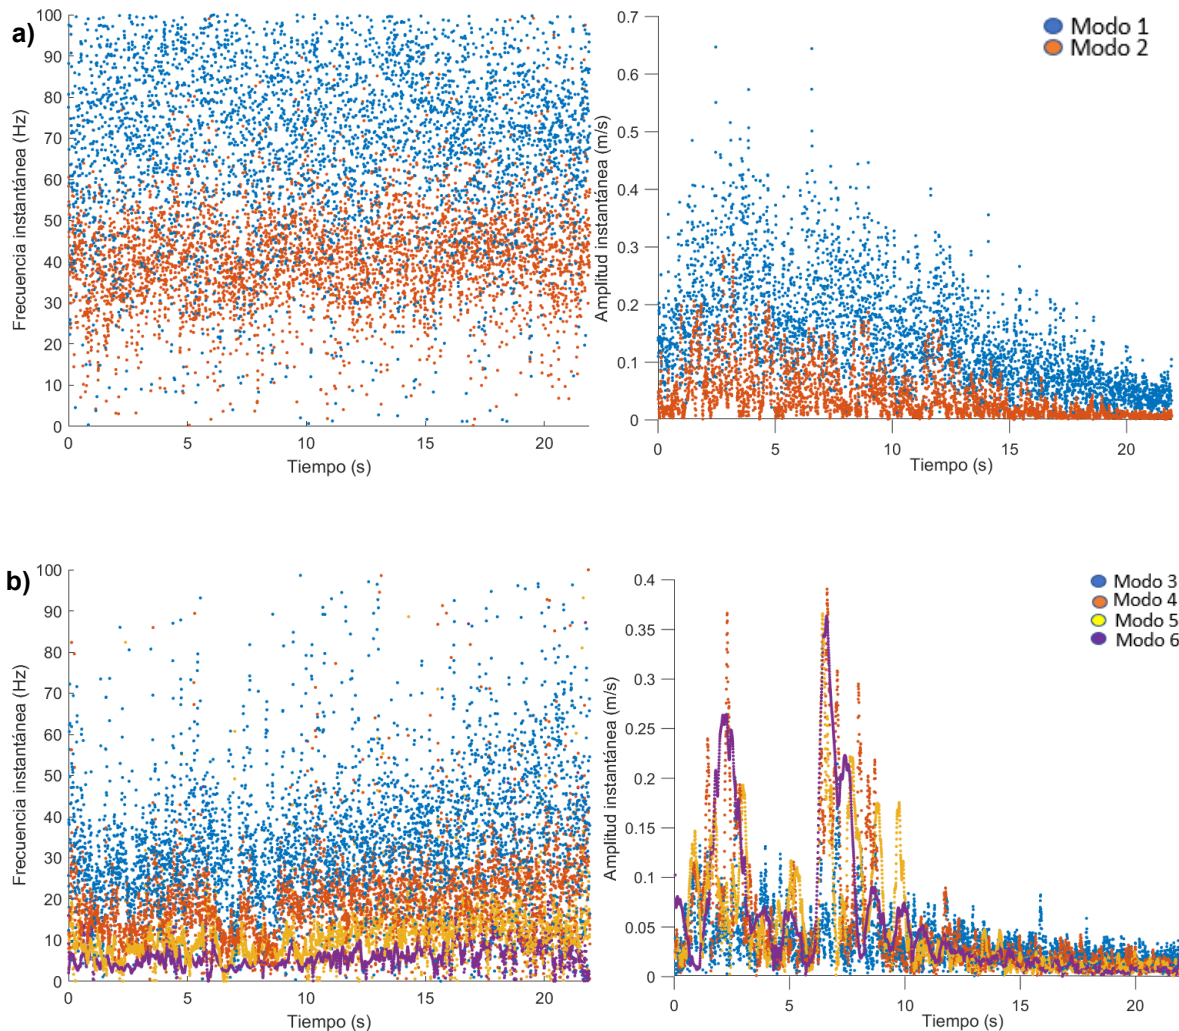 a)
100
90
80
70
60
50
40
30
20
10
0
Frecuencia instantánea (Hz)
0 5 10 15 20
Tiempo (s)
0.7
0.6
0.5
0.4
0.3
0.2
0.1
0
Amplitud instantánea (m/s)
0 5 10 15 20
Tiempo (s)
Modo 1
Modo 2
b)
100
90
80
70
60
50
40
30
20
10
0
Frecuencia instantánea (Hz)
0 5 10 15 20
Tiempo (s)
0.4
0.35
0.3
0.25
0.2
0.15
0.1
0.05
0
Amplitud instantánea (m/s)
0 5 10 15 20
Tiempo (s)
Modo 3
Modo 4
Modo 5
Modo 6